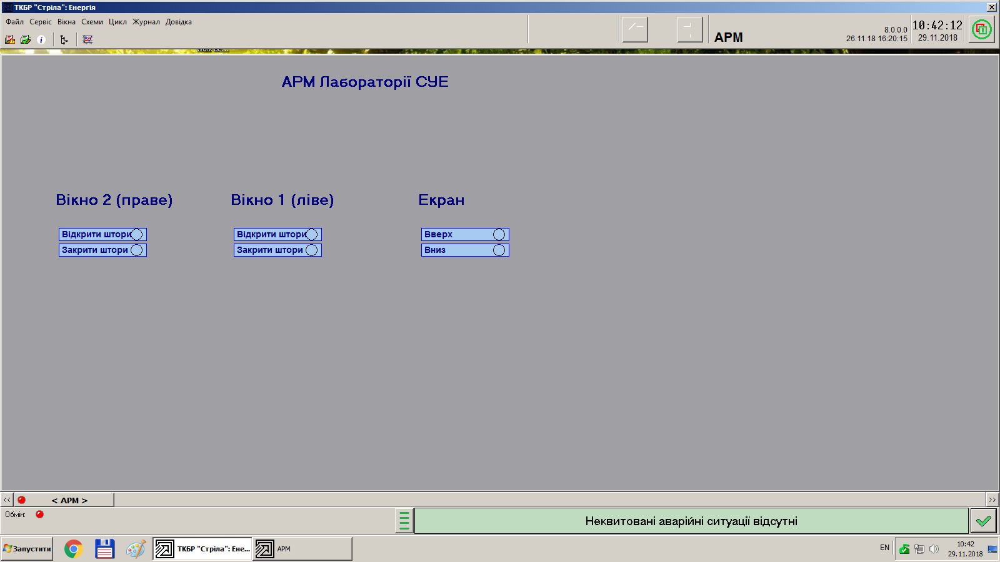 ТКБР "Стріла": Енергія
Файл Сервіс Вікна Схеми Цикл Журнал Довідка
АРМ
8.0.0.0
26.11.18 16:20:15
10:42:12
29.11.2018
АРМ Лабораторії СУЕ
Вікно 2 (праве)
Відкрити штори
Закрити штори
Вікно 1 (ліве)
Відкрити штори
Закрити штори
Екран
Вверх
Вниз
<< < АРМ > >>
Обмін:
Неквитовані аварійні ситуації відсутні
Запустити
ТКБР "Стріла": Ене...
АРМ
EN
10:42
29.11.2018